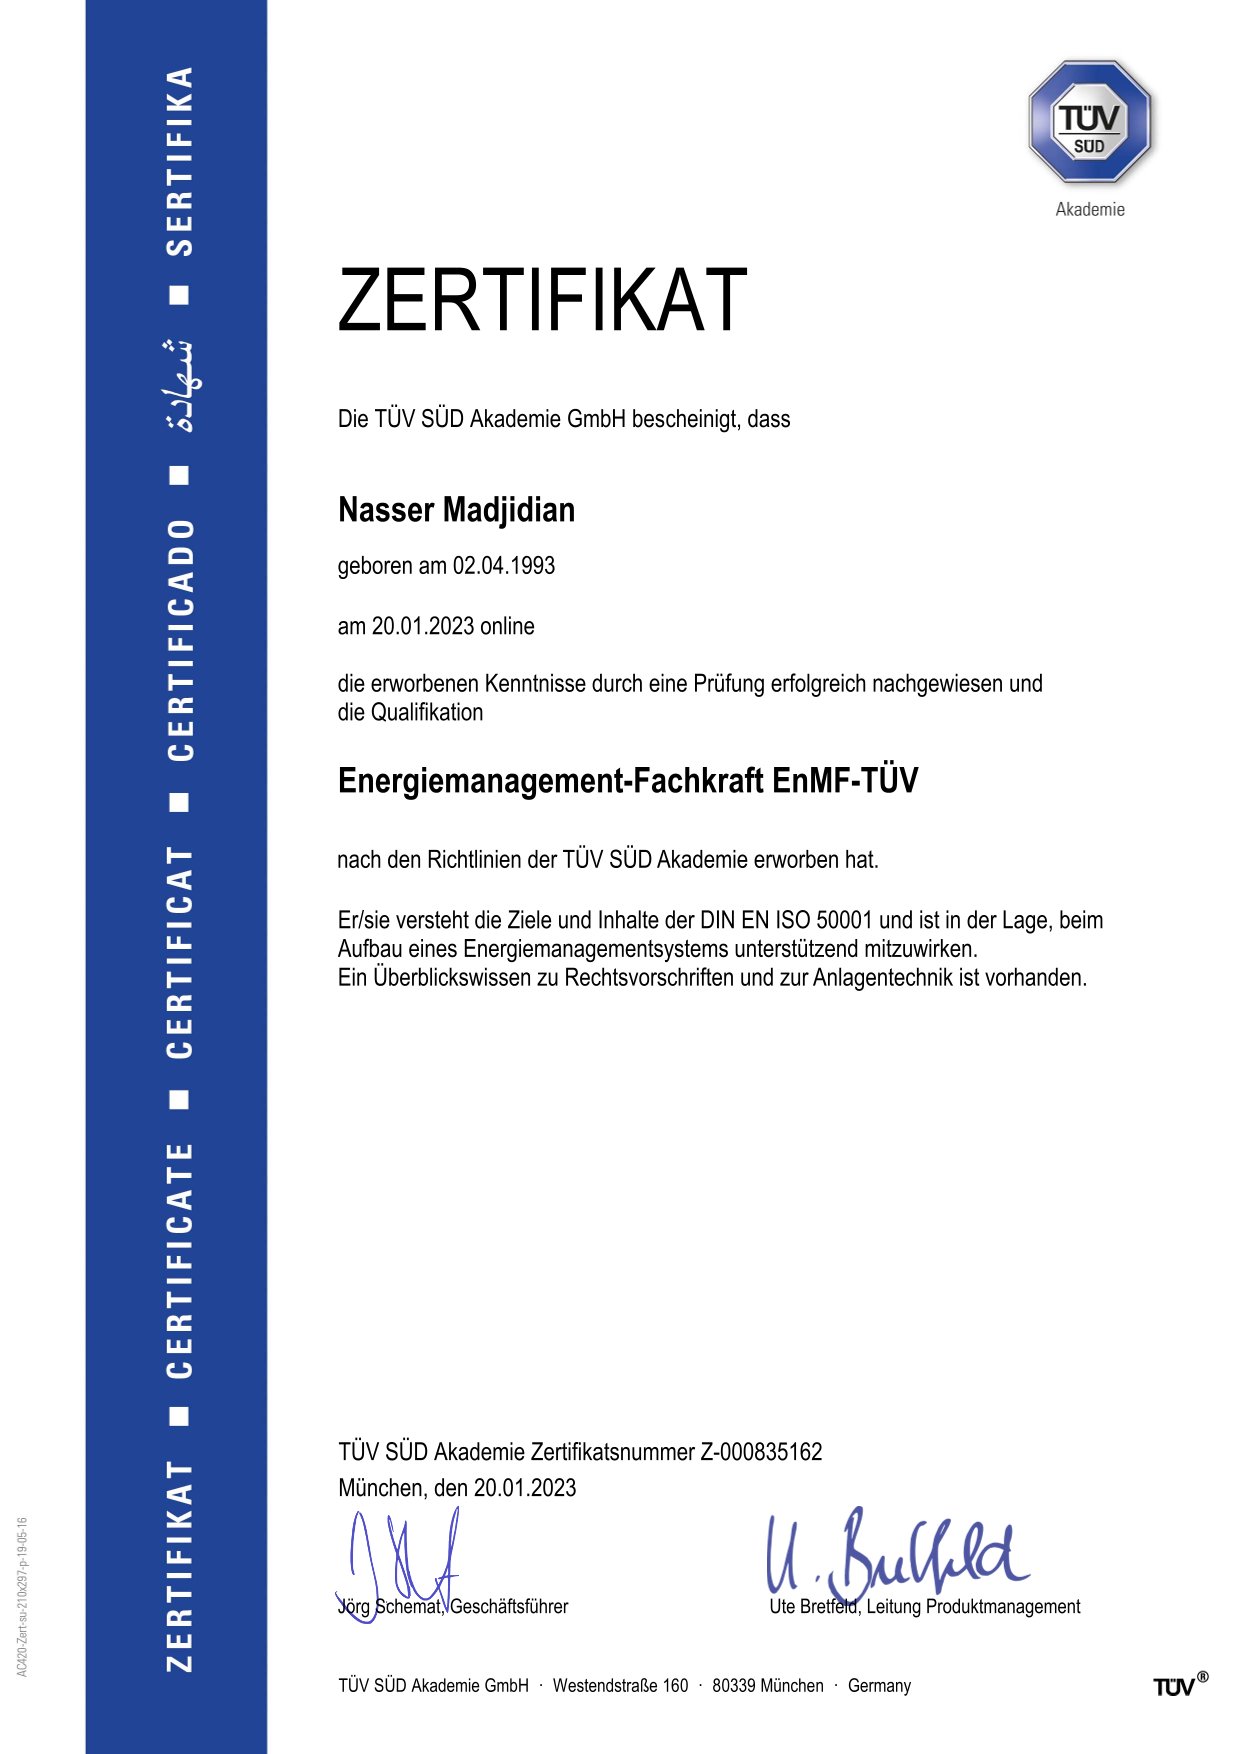 TÜV
SÜD
Akademie
ZERTIFIKAT ■ CERTIFICATE ■ CERTIFICAT ■ CERTIFICADO ■ شهادة ■ SERTIFIKA
ZERTIFIKAT
Die TÜV SÜD Akademie GmbH bescheinigt, dass
Nasser Madjidian
geboren am 02.04.1993
am 20.01.2023 online
die erworbenen Kenntnisse durch eine Prüfung erfolgreich nachgewiesen und
die Qualifikation
Energiemanagement-Fachkraft EnMF-TÜV
nach den Richtlinien der TÜV SÜD Akademie erworben hat.
Er/sie versteht die Ziele und Inhalte der DIN EN ISO 50001 und ist in der Lage, beim
Aufbau eines Energiemanagementsystems unterstützend mitzuwirken.
Ein Überblickswissen zu Rechtsvorschriften und zur Anlagentechnik ist vorhanden.
TÜV SÜD Akademie Zertifikatsnummer Z-000835162
München, den 20.01.2023
U. Bretfeld
Jörg Schemat, Geschäftsführer
Ute Bretfeld, Leitung Produktmanagement
TÜV SÜD Akademie GmbH · Westendstraße 160 · 80339 München · Germany
TÜV®
AC420-Zert-su-210x297-p-19-05-16